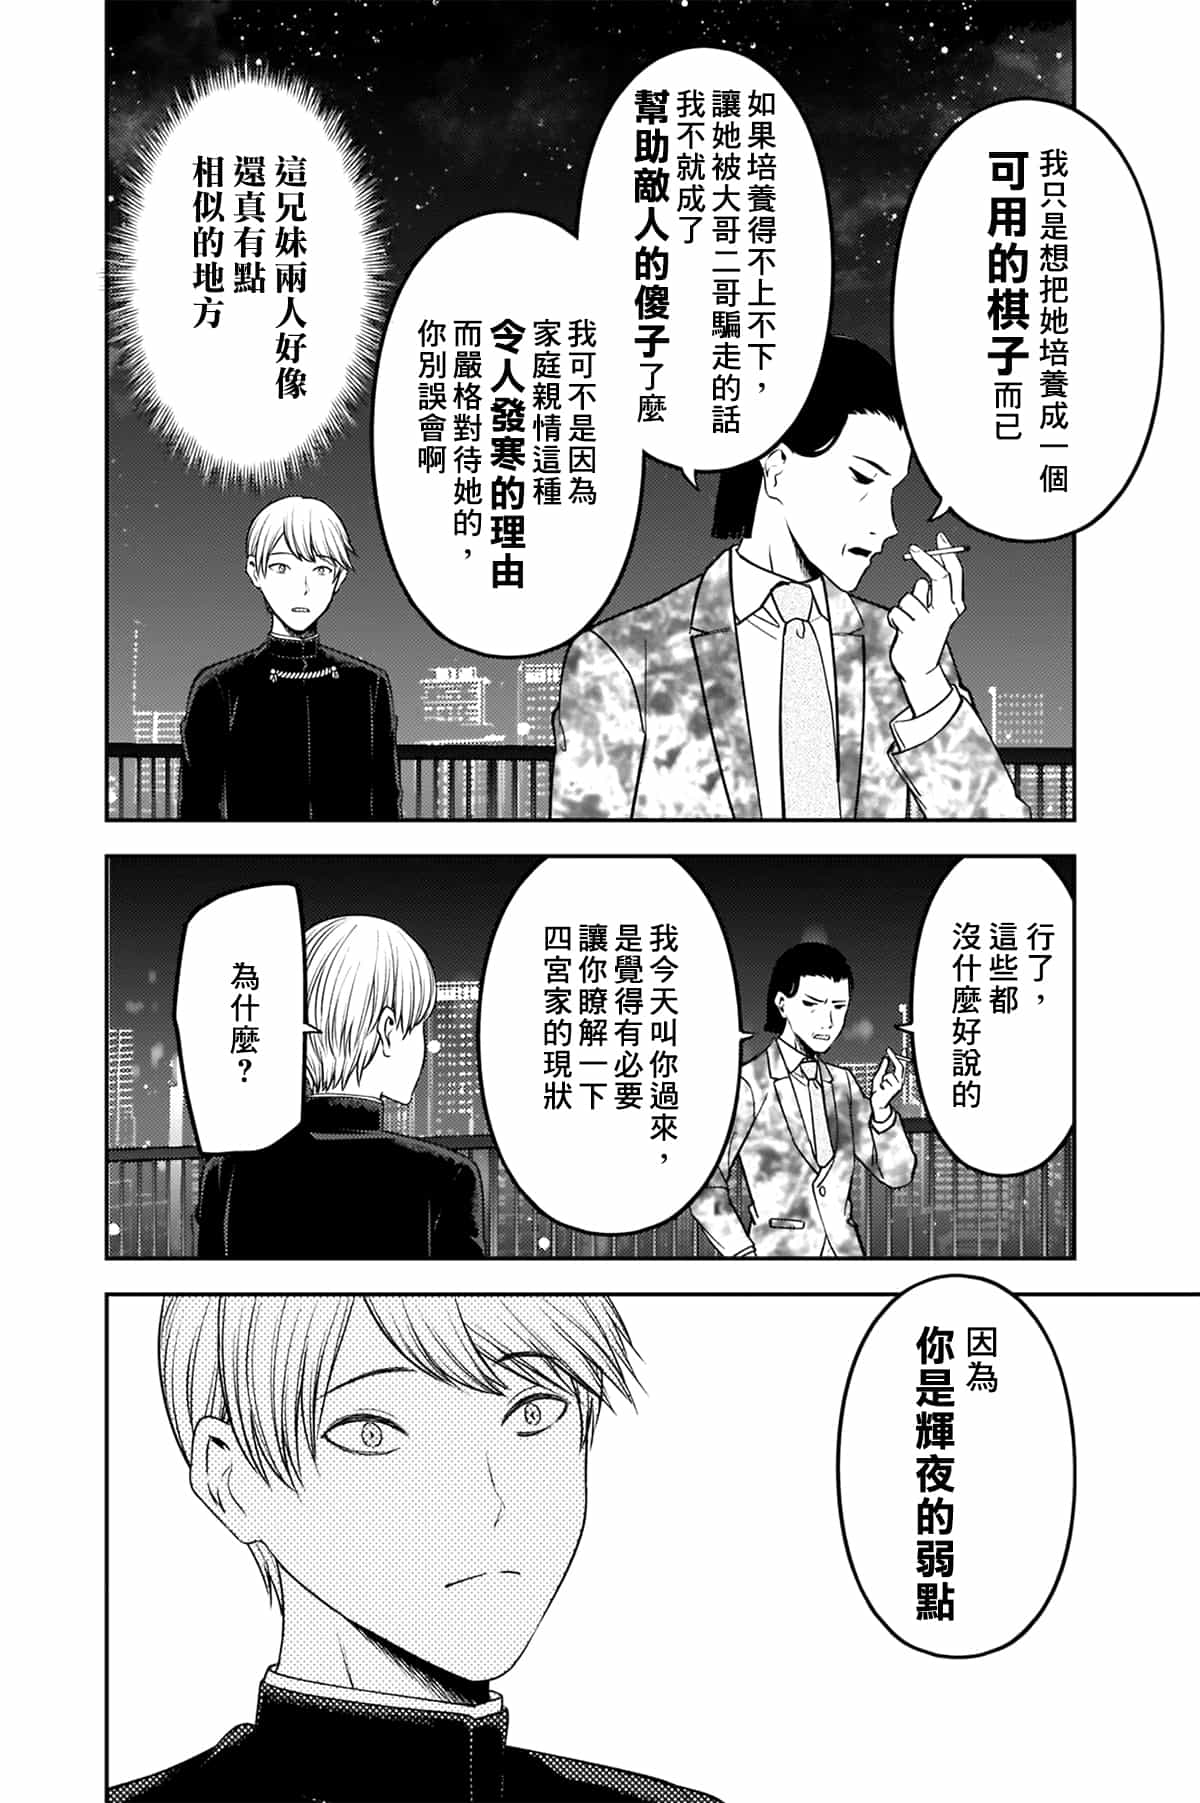 我只是想把她培養成一個
可用的棋子而已
如果培養得不上不下，
讓她被大哥二哥騙走的話
我不就成了
幫助敵人的傻子了麼
我可不是因為
家庭親情這種
令人發寒的理由
而嚴格對待她的，
你別誤會啊
這兄妹兩人好像
還真有點
相似的地方
行了，
這些都
沒什麼好說的
我今天叫你過來，
是覺得有必要
讓你瞭解一下
四宮家的現狀
為什麼?
因為
你是輝夜的弱點